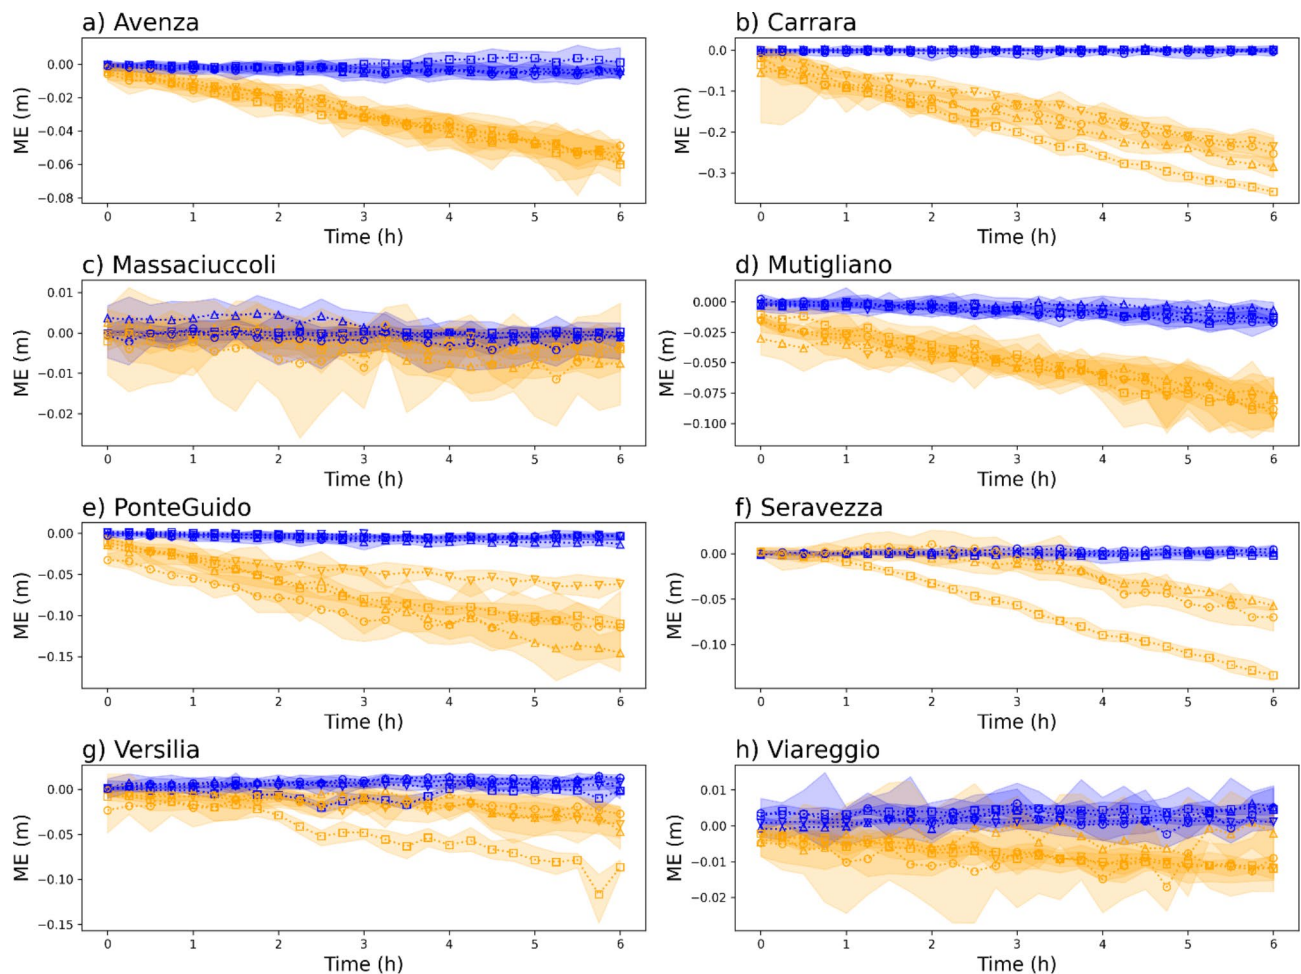 a) Avenza
ME (m)
0.00
−0.02
−0.04
−0.06
−0.08
0 1 2 3 4 5 6
Time (h)
b) Carrara
ME (m)
0.0
−0.1
−0.2
−0.3
0 1 2 3 4 5 6
Time (h)
c) Massaciuccoli
ME (m)
0.01
0.00
−0.01
−0.02
0 1 2 3 4 5 6
Time (h)
d) Mutigliano
ME (m)
0.000
−0.025
−0.050
−0.075
−0.100
0 1 2 3 4 5 6
Time (h)
e) PonteGuido
ME (m)
0.00
−0.05
−0.10
−0.15
0 1 2 3 4 5 6
Time (h)
f) Seravezza
ME (m)
0.00
−0.05
−0.10
0 1 2 3 4 5 6
Time (h)
g) Versilia
ME (m)
0.00
−0.05
−0.10
−0.15
0 1 2 3 4 5 6
Time (h)
h) Viareggio
ME (m)
0.01
0.00
−0.01
−0.02
0 1 2 3 4 5 6
Time (h)